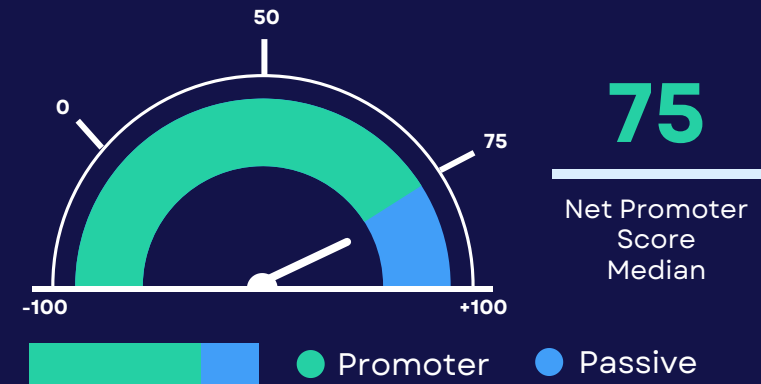 50
0
75
-100
+100
75
Net Promoter
Score
Median
Promoter
Passive